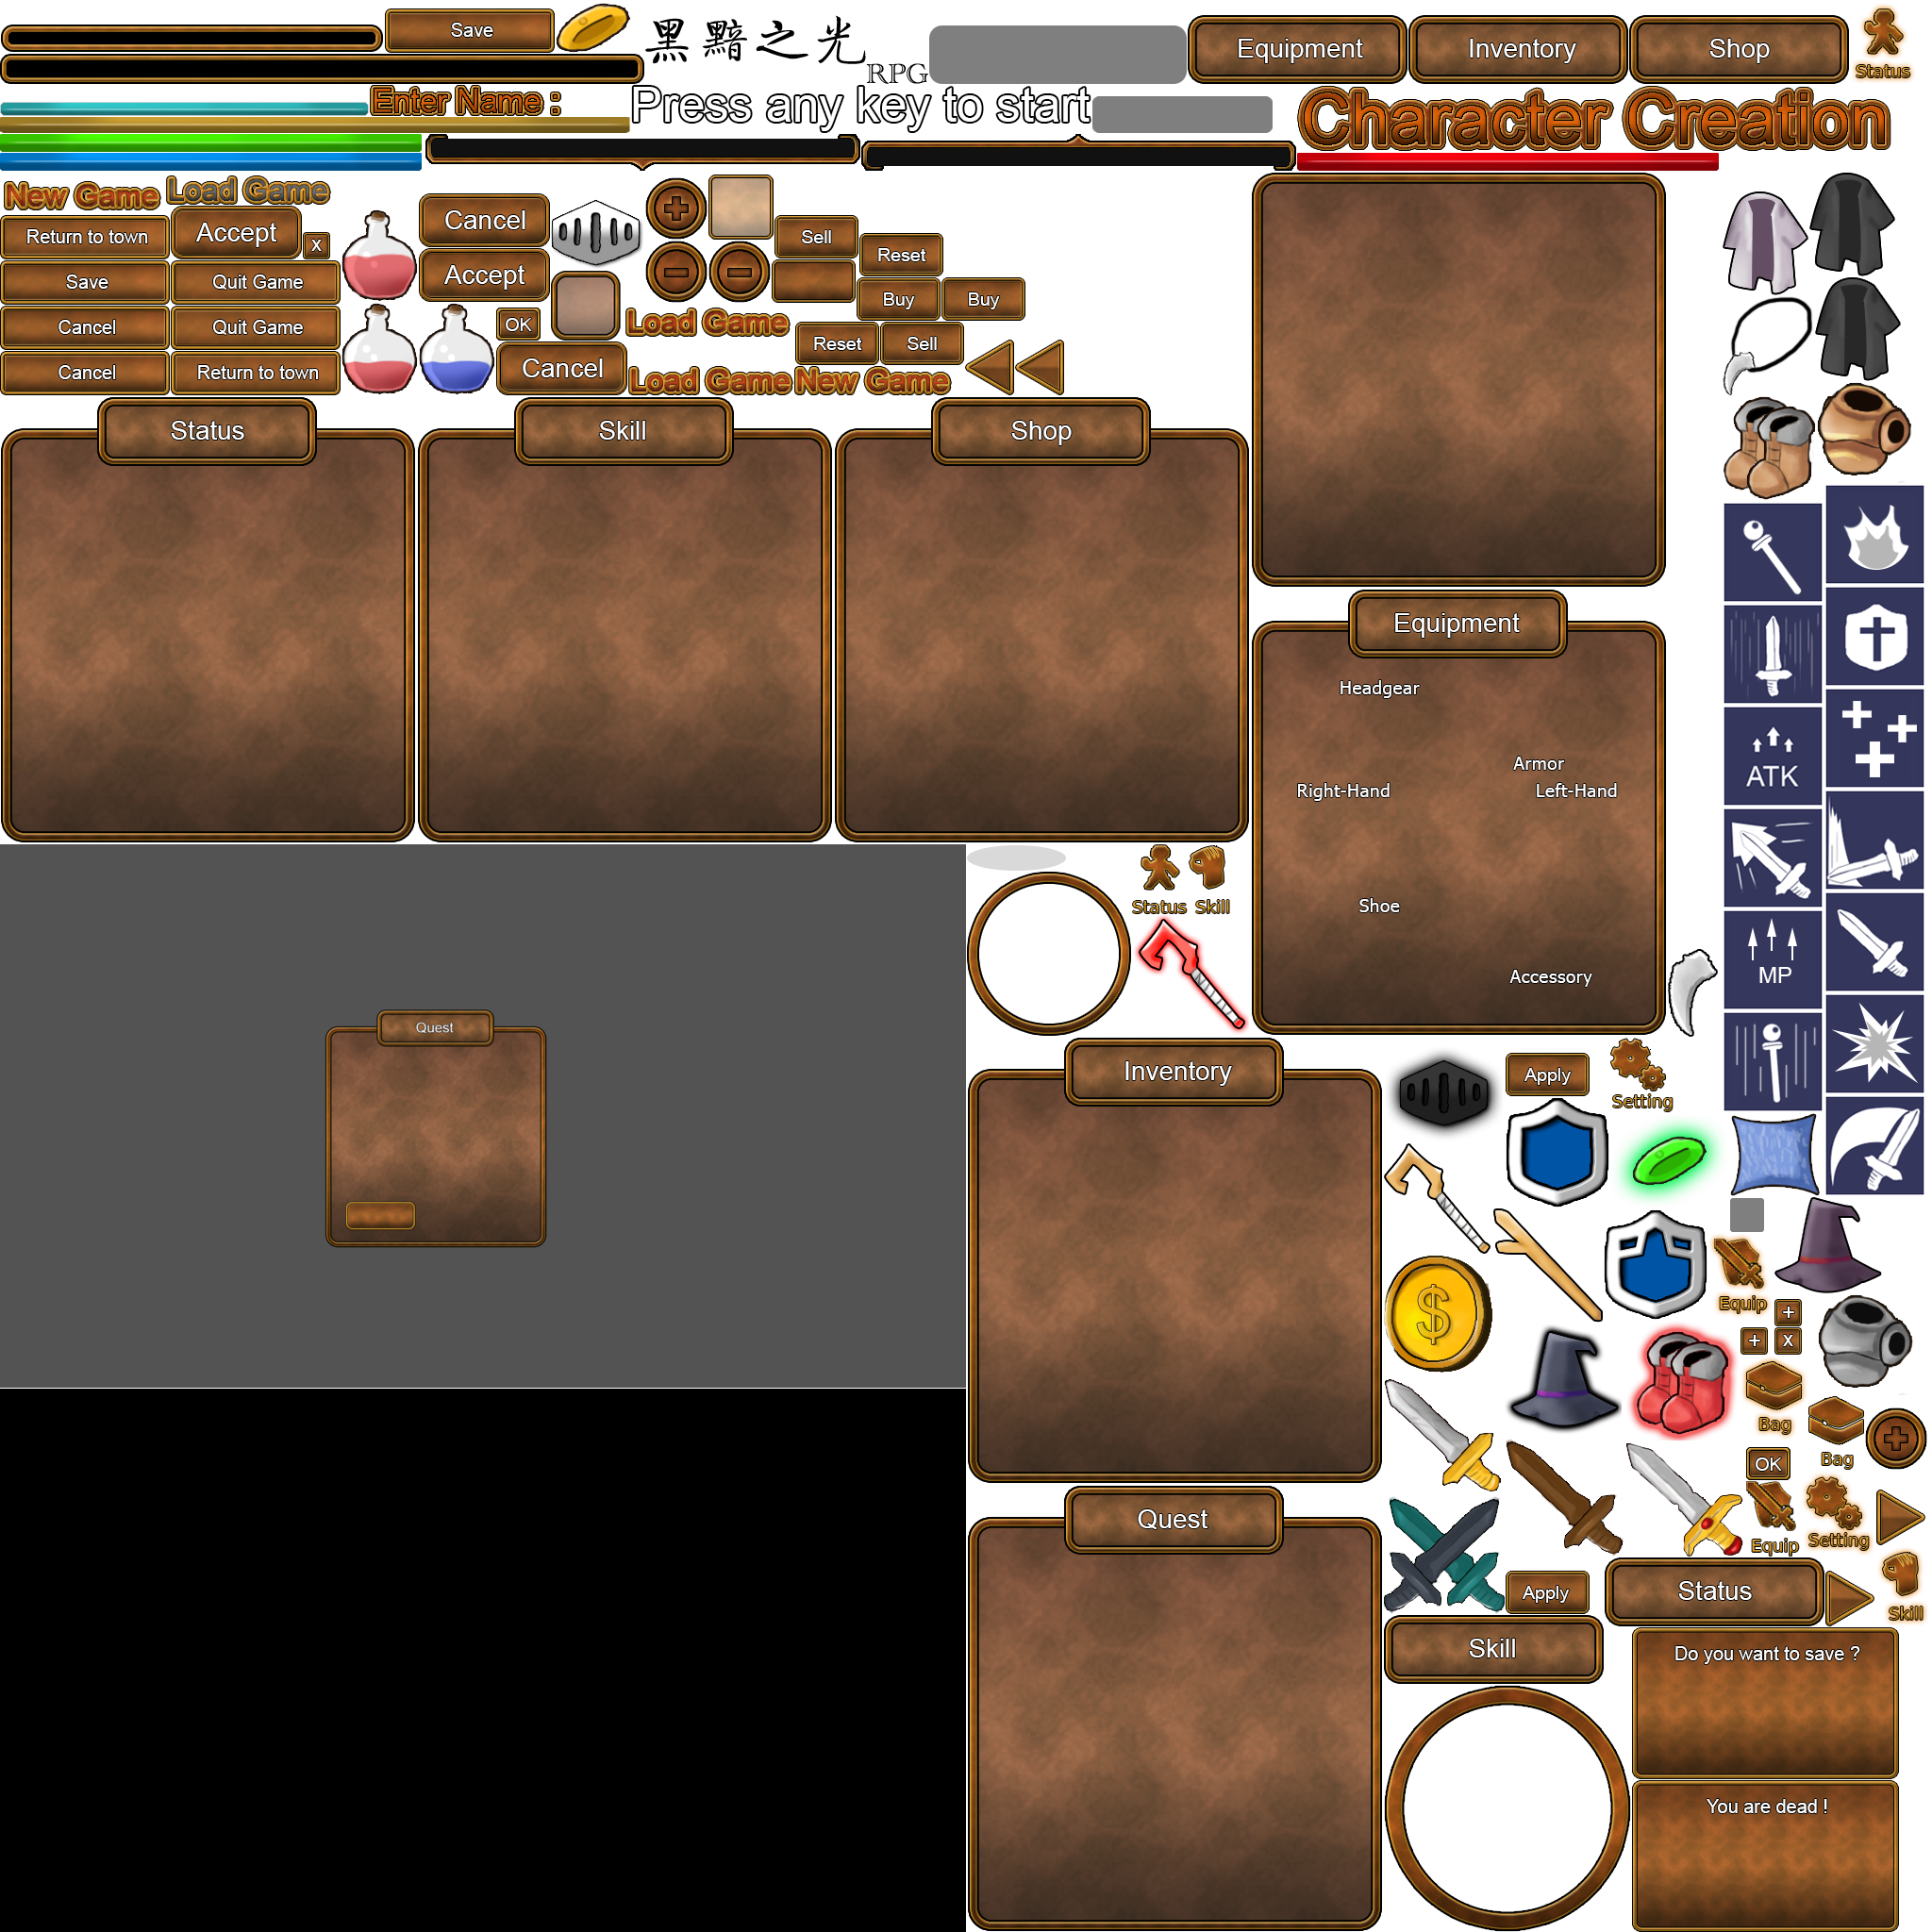 Save
黑黯之光
RPG
Equipment
Inventory
Shop
Status
Enter Name :
Press any key to start
Character Creation
New Game
Load Game
Return to town
Accept
x
Cancel
Sell
Reset
Accept
Save
Quit Game
Buy
Buy
Cancel
Quit Game
OK
Load Game
Reset
Sell
Cancel
Return to town
Cancel
Load Game
New Game
Status
Skill
Shop
Equipment
Headgear
Armor
Right-Hand
Left-Hand
Shoe
Accessory
ATK
MP
Status
Skill
Quest
Inventory
Apply
Setting
$
Equip
+
+
x
Bag
Bag
OK
Equip
Setting
Quest
Apply
Status
Skill
Skill
Do you want to save ?
You are dead !